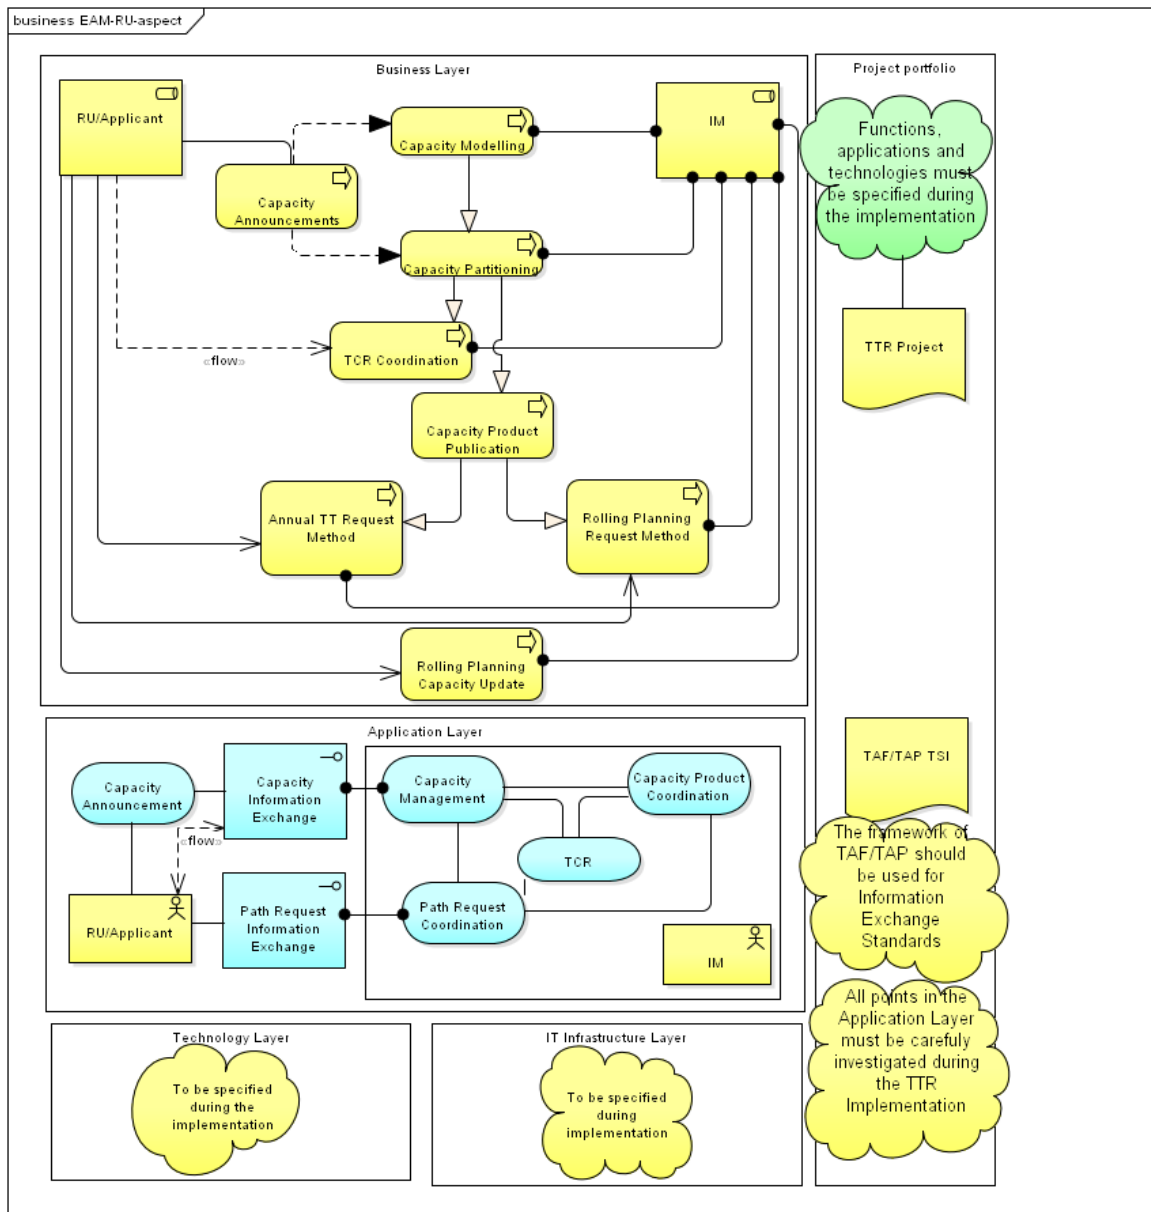 business EAM-RU-aspect
Business Layer
RU/Applicant
Capacity Modelling
IM
Capacity
Announcements
Capacity Partitioning
«flow»
TCR Coordination
Capacity Product
Publication
Annual TT Request
Method
Rolling Planning
Request Method
Rolling Planning
Capacity Update
Project portfolio
Functions,
applications and
technologies must
be specified during
the implementation
TTR Project
TAF/TAP TSI
The framework of
TAF/TAP should
be used for
Information
Exchange
Standards
All points in the
Application Layer
must be carefuly
investigated during
the TTR
Implementation
Application Layer
Capacity
Announcement
Capacity
Information
Exchange
Capacity
Management
Capacity Product
Coordination
«flow»
TCR
RU/Applicant
Path Request
Information
Exchange
Path Request
Coordination
IM
Technology Layer
To be specified
during the
implementation
IT Infrastructure Layer
To be specified
during
implementation